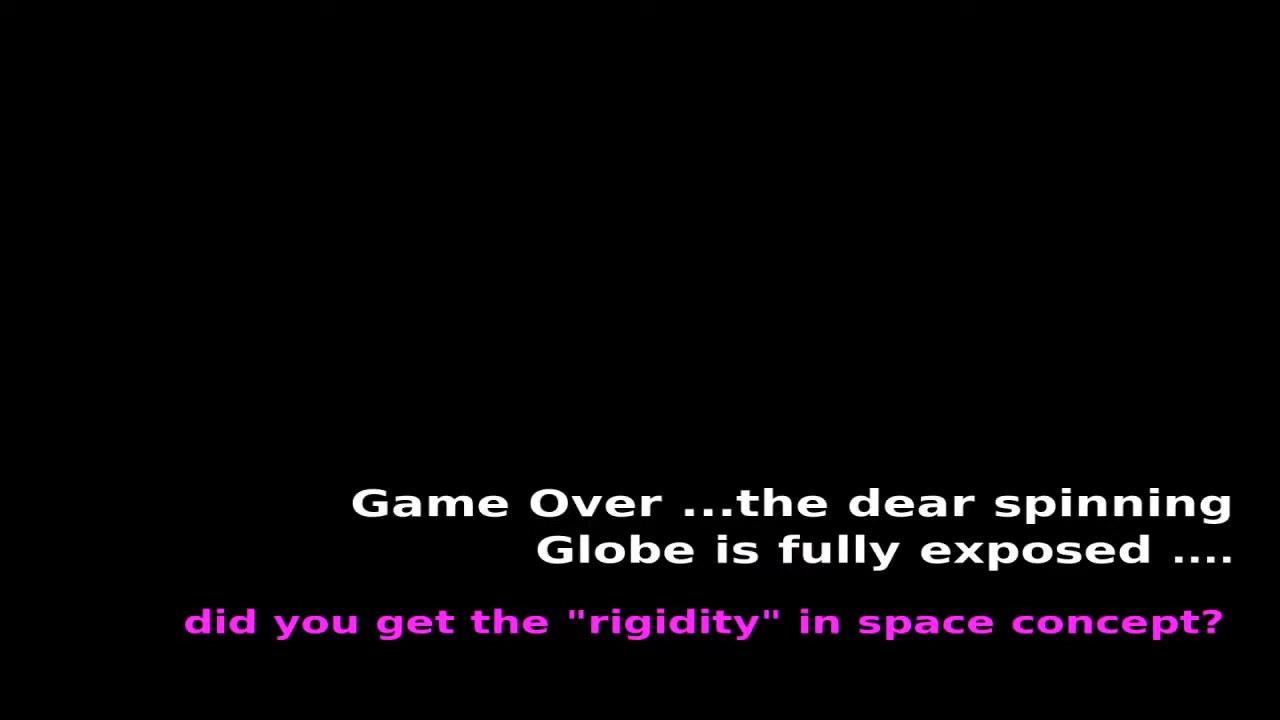 Game Over ...the dear spinning
Globe is fully exposed ....
did you get the "rigidity" in space concept?